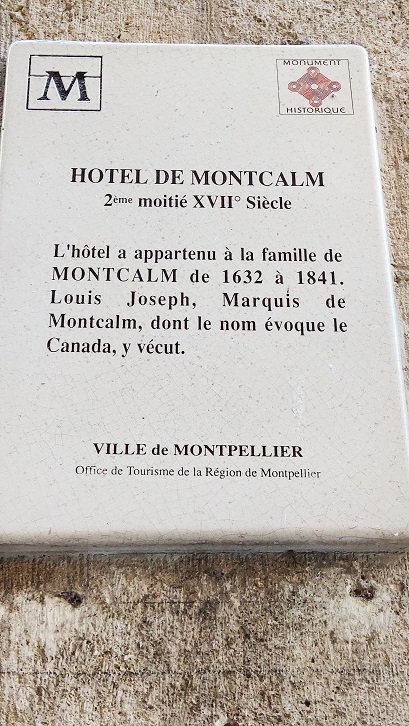 M
MONUMENT
HISTORIQUE
HOTEL DE MONTCALM
2ème moitié XVII° Siècle
L'hôtel a appartenu à la famille de
MONTCALM de 1632 à 1841.
Louis Joseph, Marquis de
Montcalm, dont le nom évoque le
Canada, y vécut.
VILLE de MONTPELLIER
Office de Tourisme de la Région de Montpellier